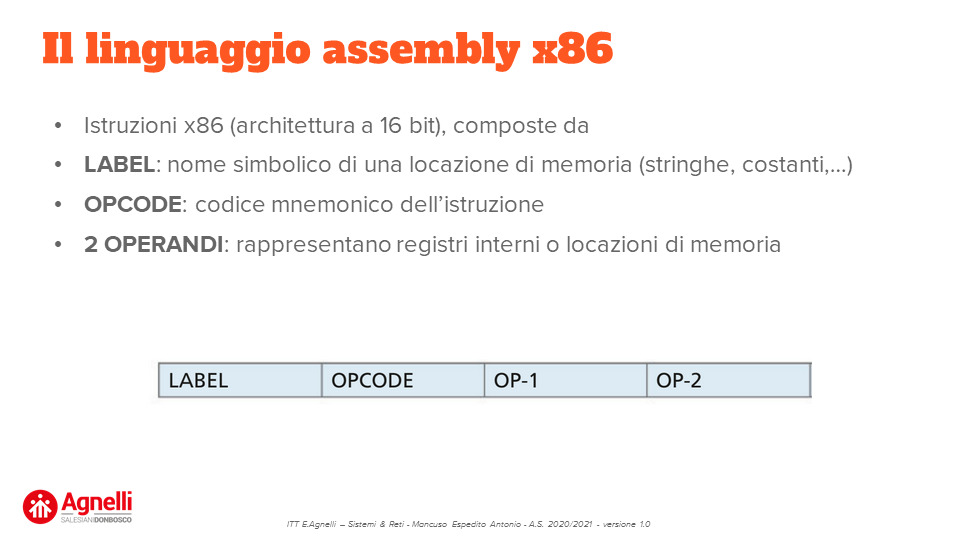 Il linguaggio assembly x86
• Istruzioni x86 (architettura a 16 bit), composte da
• LABEL: nome simbolico di una locazione di memoria (stringhe, costanti,...)
• OPCODE: codice mnemonico dell'istruzione
• 2 OPERANDI: rappresentano registri interni o locazioni di memoria
LABEL OPCODE OP-1 OP-2
Agnelli
SALESIANIDONBOSCO
ITT E.Agnelli – Sistemi & Reti - Mancuso Espedito Antonio - A.S. 2020/2021 - versione 1.0